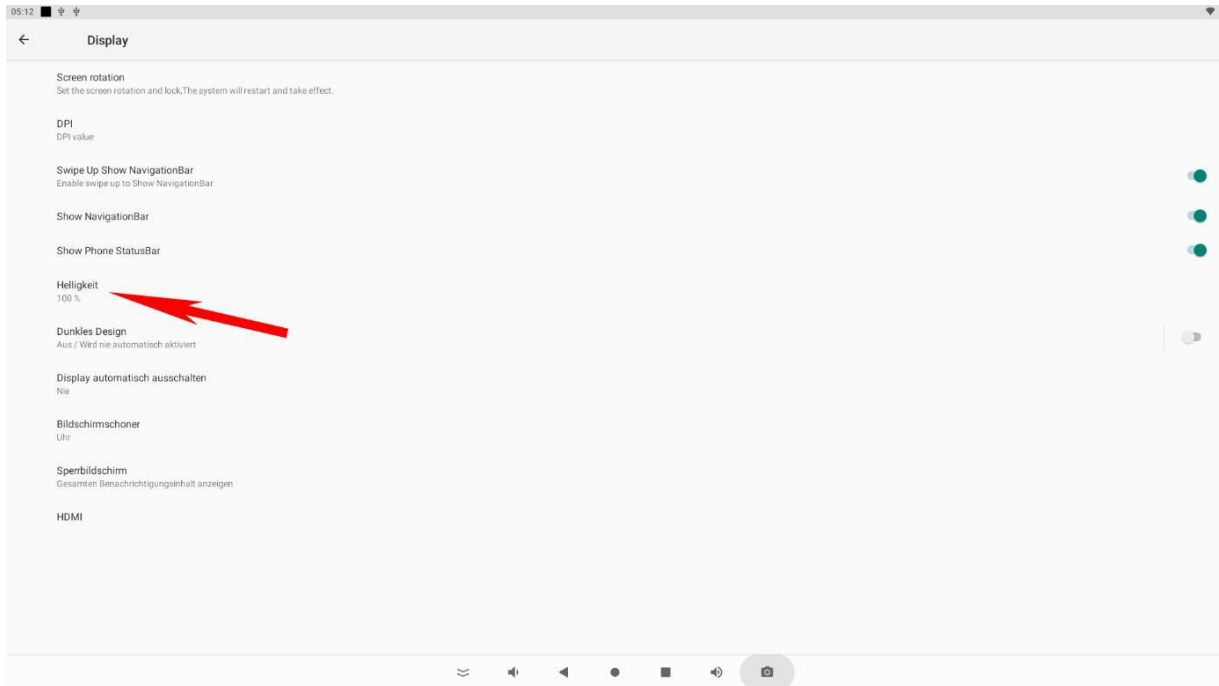 05:12
Display
Screen rotation
Set the screen rotation and lock,The system will restart and take effect.
DPI
DPI value
Swipe Up Show NavigationBar
Enable swipe up to Show NavigationBar
Show NavigationBar
Show Phone StatusBar
Helligkeit
100 %
Dunkles Design
Aus / Wird nie automatisch aktiviert
Display automatisch ausschalten
Nie
Bildschirmschoner
Uhr
Sperrbildschirm
Gesamten Benachrichtigungsinhalt anzeigen
HDMI